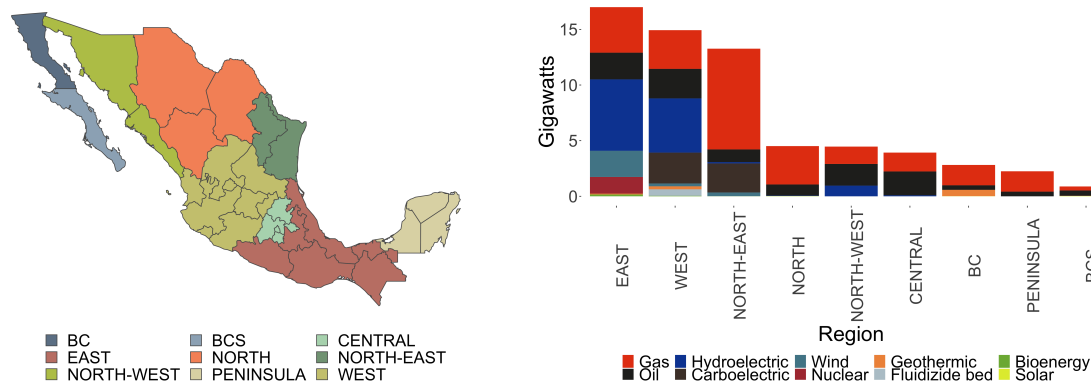 BC
BCS
CENTRAL
EAST
NORTH
NORTH-EAST
NORTH-WEST
PENINSULA
WEST
Gigawatts
15
10
5
0
EAST
WEST
NORTH-EAST
NORTH
NORTH-WEST
CENTRAL
BC
PENINSULA
BCS
Region
Gas Hydroelectric Wind Geothermic Bioenergy
Oil Carboelectric Nuclear Fluidizide bed Solar